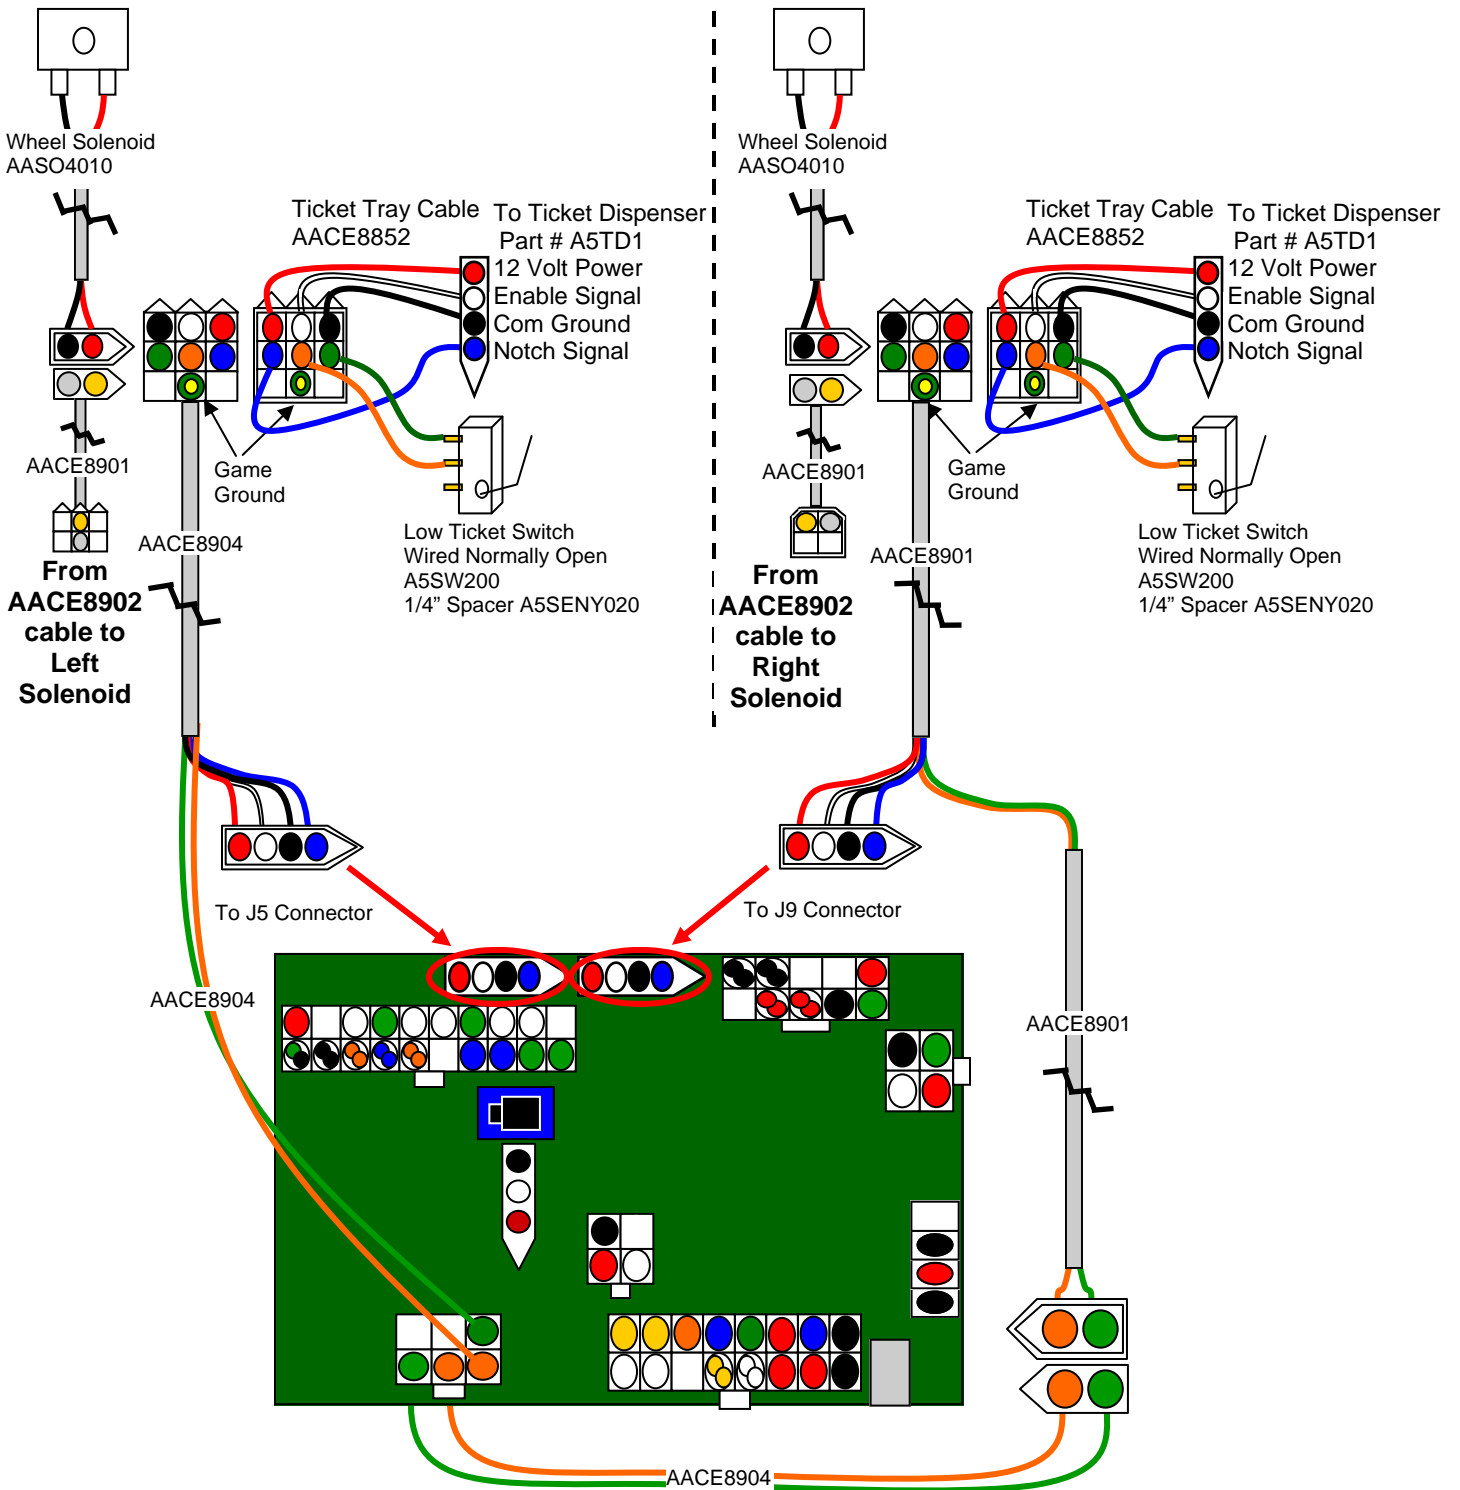 Wheel Solenoid
AASO4010
Ticket Tray Cable
AACE8852
To Ticket Dispenser
Part # A5TD1
12 Volt Power
Enable Signal
Com Ground
Notch Signal
AACE8901
Game
Ground
AACE8904
Low Ticket Switch
Wired Normally Open
A5SW200
1/4” Spacer A5SENY020
From
AACE8902
cable to
Left
Solenoid
Wheel Solenoid
AASO4010
Ticket Tray Cable
AACE8852
To Ticket Dispenser
Part # A5TD1
12 Volt Power
Enable Signal
Com Ground
Notch Signal
AACE8901
Game
Ground
AACE8901
Low Ticket Switch
Wired Normally Open
A5SW200
1/4” Spacer A5SENY020
From
AACE8902
cable to
Right
Solenoid
To J5 Connector
To J9 Connector
AACE8904
AACE8901
AACE8904